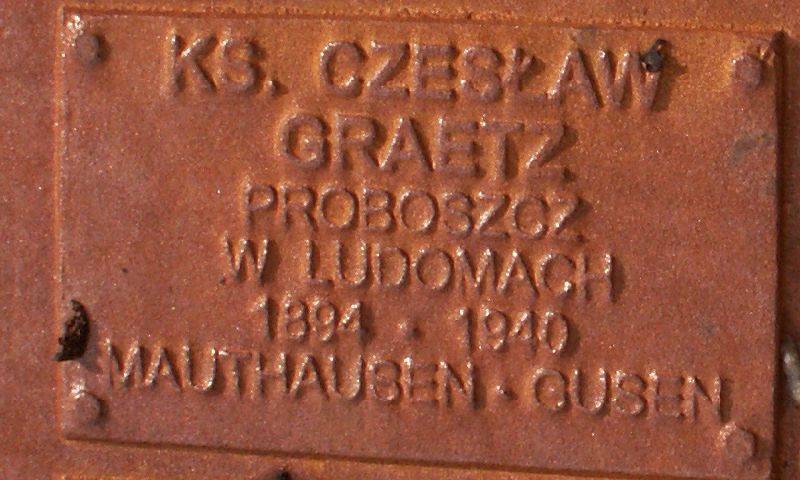 KS. CZESŁAW
GRAETZ
PROBOSZCZ
W LUDOMACH
1894 • 1940
MAUTHAUSEN • GUSEN